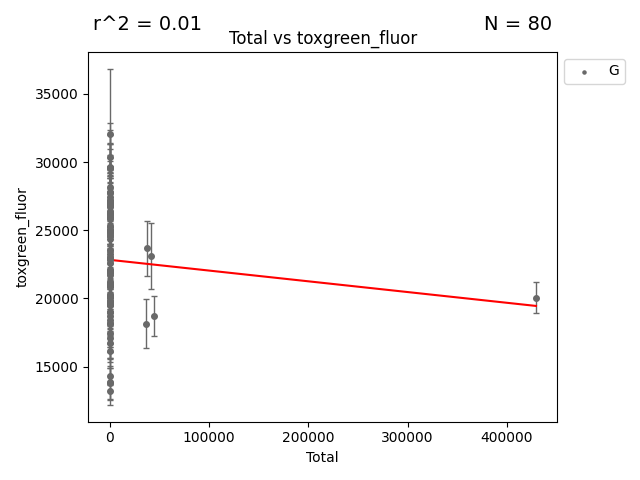 r^2 = 0.01
N = 80
Total vs toxgreen_fluor
G
35000
30000
25000
20000
15000
toxgreen_fluor
0
100000
200000
300000
400000
Total